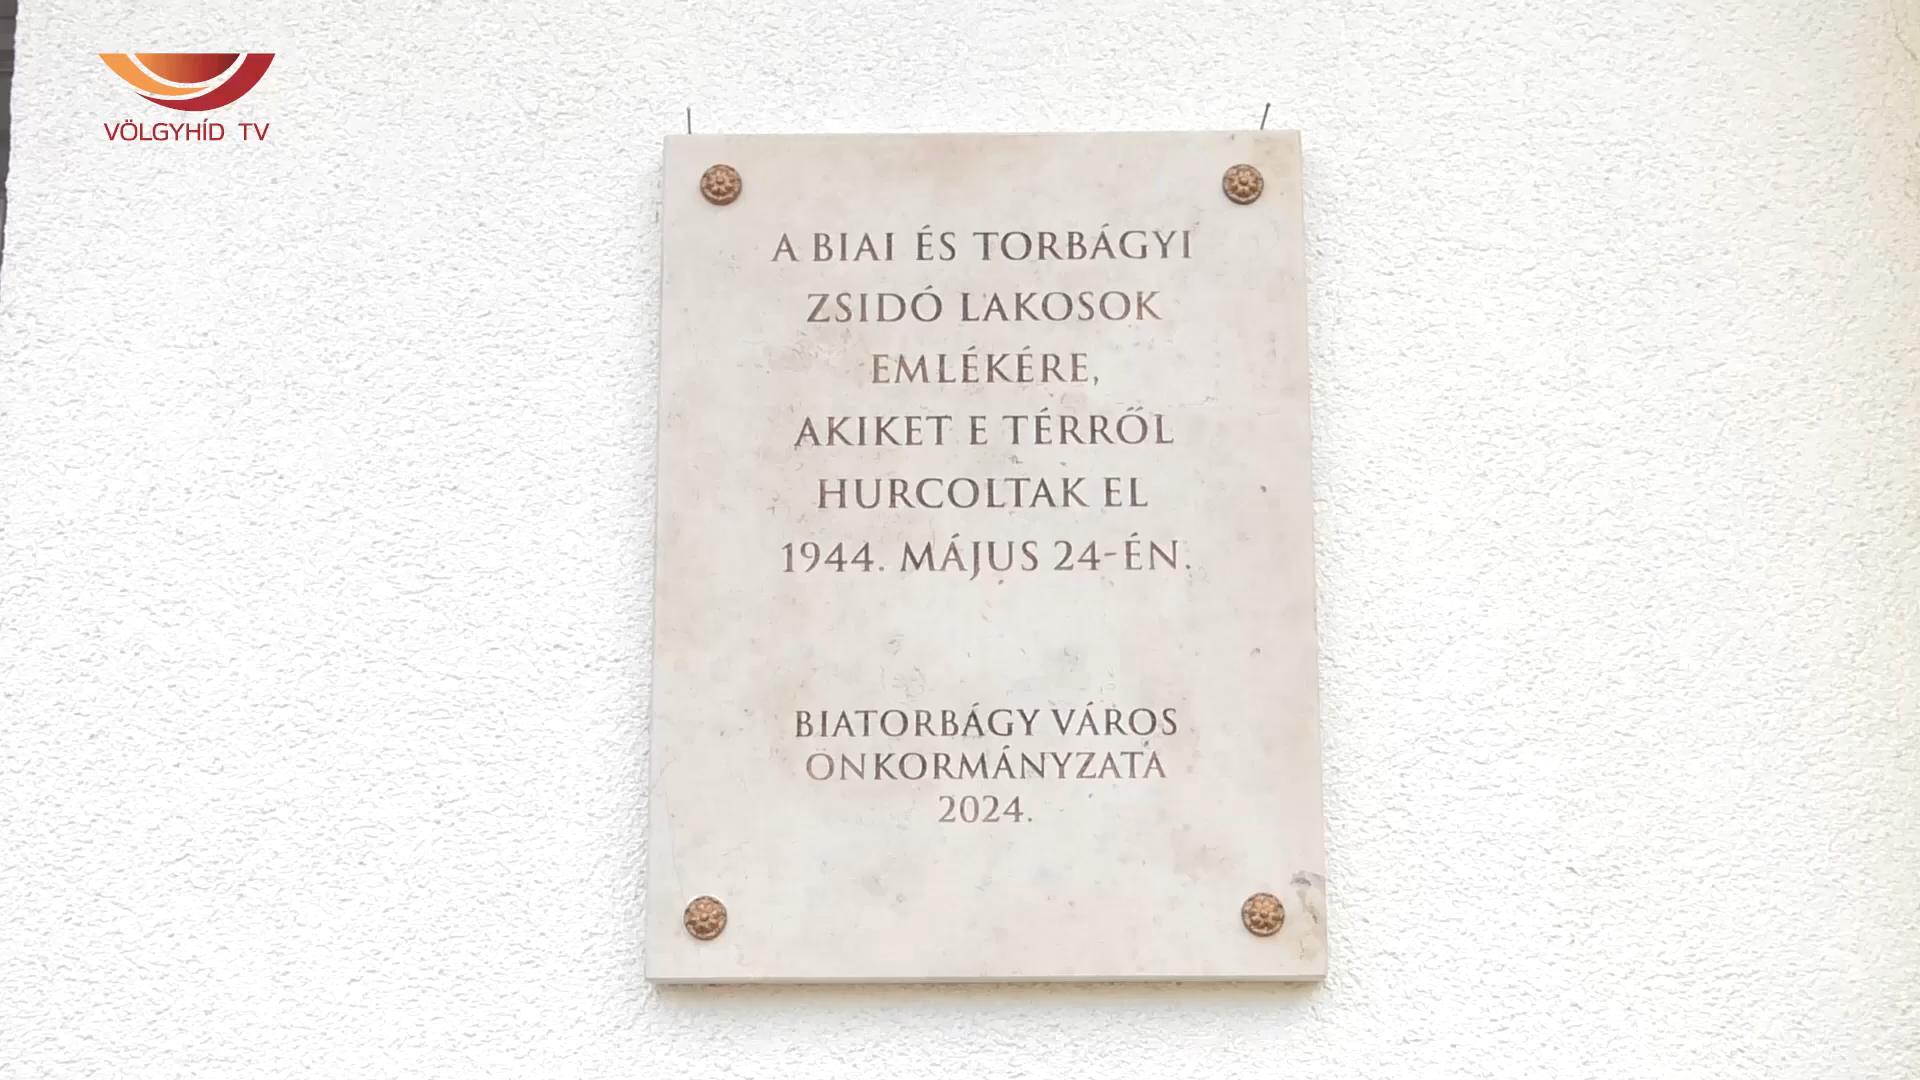 VÖLGYHÍD TV
A BIAI ÉS TORBÁGYI
ZSIDÓ LAKOSOK
EMLÉKÉRE,
AKIKET E TÉRRŐL
HURCOLTAK EL
1944. MÁJUS 24-ÉN.
BIATORBÁGY VÁROS
ÖNKORMÁNYZATA
2024.